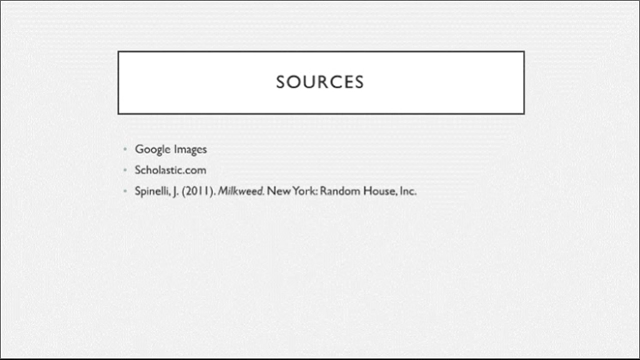 SOURCES
Google Images
Scholastic.com
Spinelli, J. (2011). Milkweed. New York: Random House, Inc.